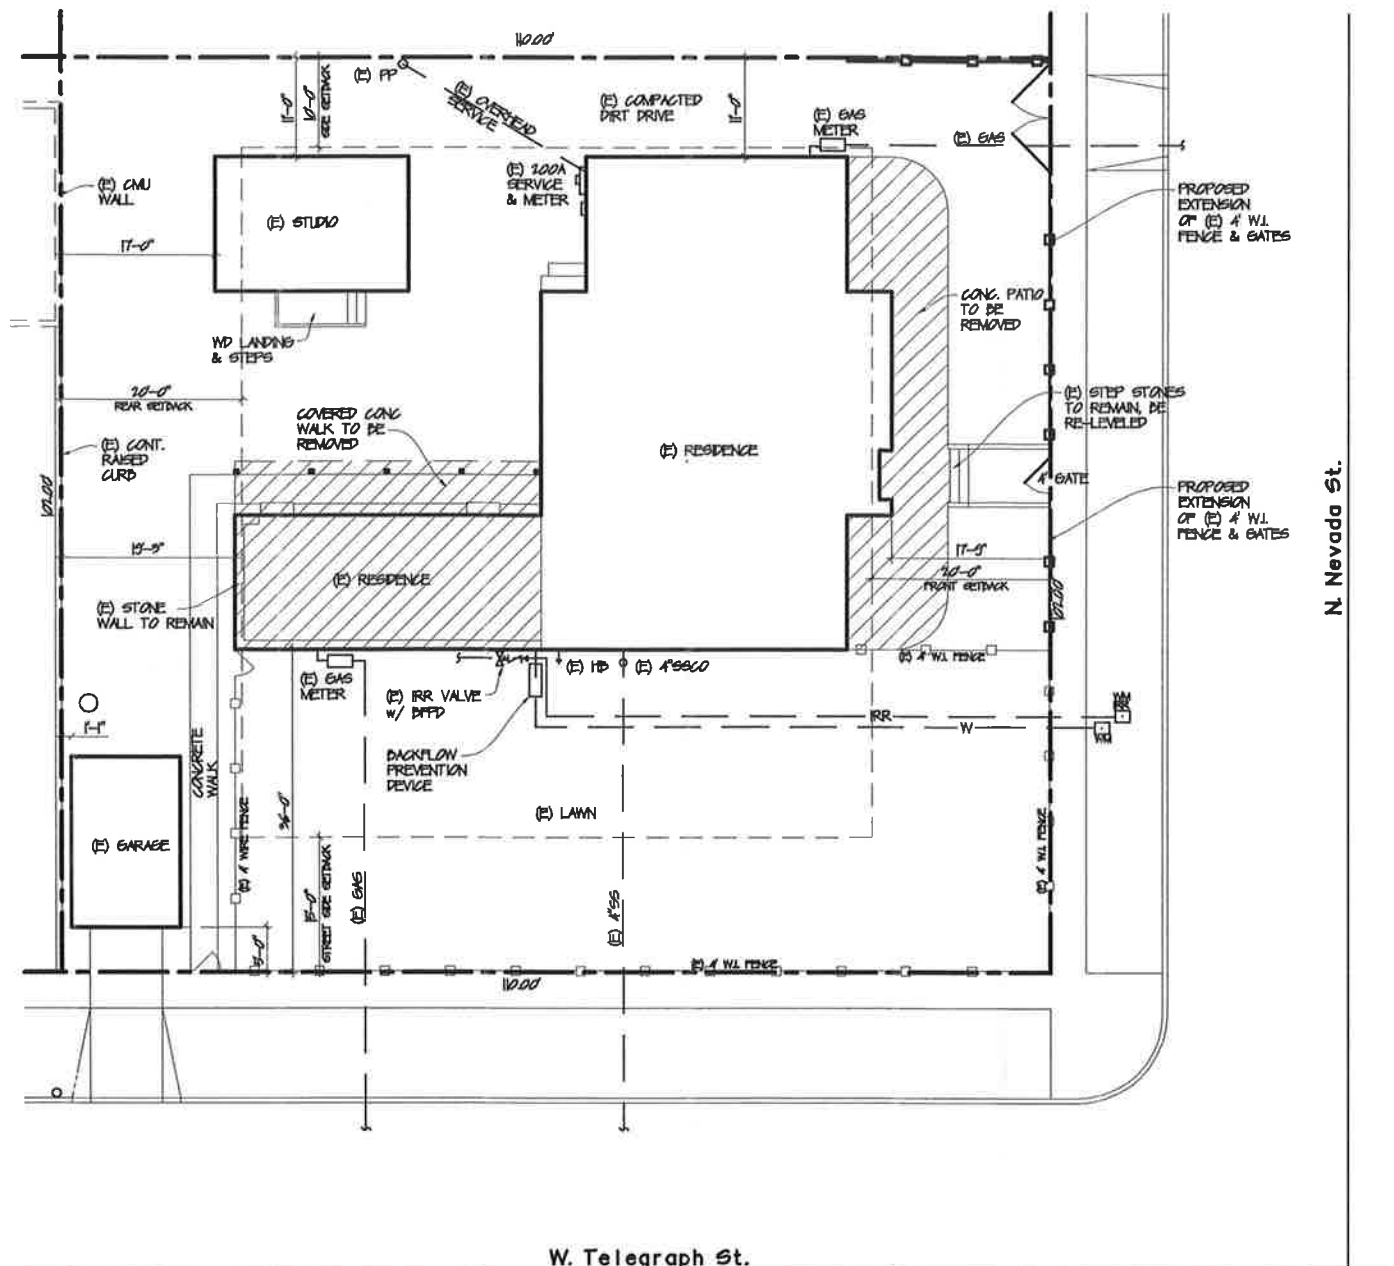 110.00'
(E) PP
(E) OVERHEAD
SERVICE
(E) COMPACTED
DIRT DRIVE
11'-0"
10'-0"
SIDE SETBACK
11'-0"
(E) GAS
METER
(E) GAS
(E) CMU
WALL
(E) 200A
SERVICE
& METER
PROPOSED
EXTENSION
OF (E) 4' W.I.
FENCE & GATES
(E) STUDIO
17'-0"
CONC. PATIO
TO BE
REMOVED
WD LANDING
& STEPS
20'-0"
REAR SETBACK
COVERED CONC
WALK TO BE
REMOVED
(E) STEP STONES
TO REMAIN, BE
RE-LEVELED
(E) CONT.
RAISED
CURB
(E) RESIDENCE
4' GATE
102.00'
PROPOSED
EXTENSION
OF (E) 4' W.I.
FENCE & GATES
N. Nevada St.
(E) RESIDENCE
17'-9"
20'-0"
FRONT SETBACK
102.00'
(E) STONE
WALL TO REMAIN
(E) 4' W.I. FENCE
(E) GAS
METER
(E) IRR VALVE
w/ BFPD
(E) HB
(E) 4"SSCO
IRR
W
1'-1"
CONCRETE
WALK
BACKFLOW
PREVENTION
DEVICE
(E) LAWN
36'-0"
(E) 4' WIRE FENCE
(E) GARAGE
15'-0"
STREET SIDE SETBACK
(E) GAS
(E) 4"SS
(E) 4' W.I. FENCE
5'-0"
(E) 4' W.I. FENCE
110.00'
W. Telegraph St.